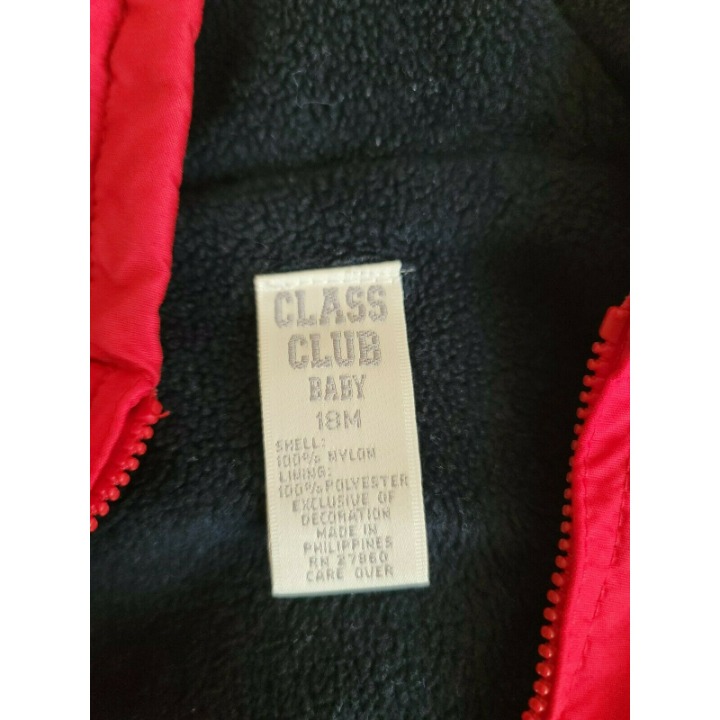 CLASS
CLUB
BABY
18M
SHELL:
100% NYLON
LINING:
100% POLYESTER
EXCLUSIVE OF
DECORATION
MADE IN
PHILIPPINES
RN 27960
CARE OVER